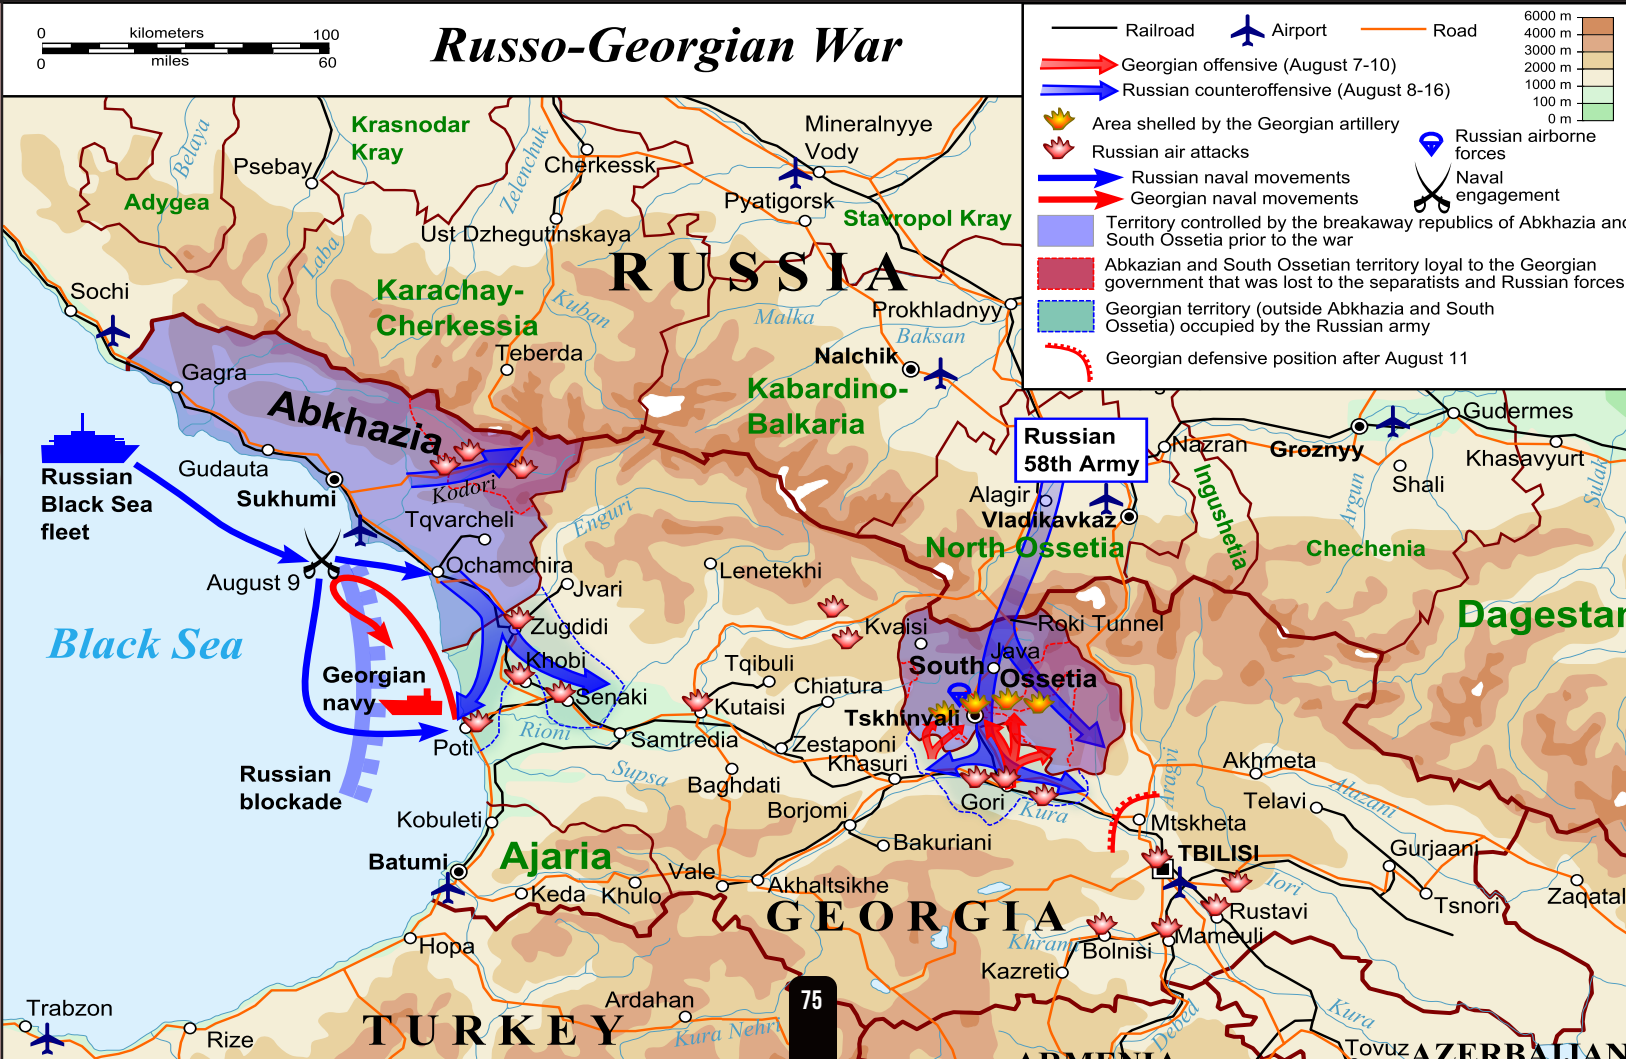 0 kilometers 100
0 miles 60
Russo-Georgian War
Railroad
Airport
Road
Georgian offensive (August 7-10)
Russian counteroffensive (August 8-16)
Area shelled by the Georgian artillery
Russian air attacks
Russian airborne
forces
Russian naval movements
Georgian naval movements
Naval
engagement
Territory controlled by the breakaway republics of Abkhazia and
South Ossetia prior to the war
Abkazian and South Ossetian territory loyal to the Georgian
government that was lost to the separatists and Russian forces
Georgian territory (outside Abkhazia and South
Ossetia) occupied by the Russian army
Georgian defensive position after August 11
6000 m
4000 m
3000 m
2000 m
1000 m
100 m
0 m
Belaya
Krasnodar
Kray
Psebay
Adygea
Laba
Zelenchuk
Cherkessk
Ust Dzhegutinskaya
Mineralnyye
Vody
Pyatigorsk
Stavropol Kray
RUSSIA
Sochi
Karachay-
Cherkessia
Kuban
Malka
Prokhladnyy
Baksan
Teberda
Nalchik
Kabardino-
Balkaria
Gagra
Abkhazia
Russian
58th Army
Nazran
Groznyy
Gudermes
Khasavyurt
Shali
Argun
Sulak
Ingushetia
Chechenia
Dagestan
Russian
Black Sea
fleet
Gudauta
Sukhumi
Kodori
Tqvarcheli
Enguri
Alagir
Vladikavkaz
North Ossetia
August 9
Ochamchira
Jvari
Lenetekhi
Black Sea
Zugdidi
Kvaisi
Roki Tunnel
Java
South
Ossetia
Georgian
navy
Khobi
Senaki
Tqibuli
Chiatura
Kutaisi
Tskhinvali
Poti
Rioni
Samtredia
Zestaponi
Khasuri
Supsa
Baghdati
Russian
blockade
Gori
Kura
Aragvi
Akhmeta
Telavi
Alazani
Kobuleti
Borjomi
Bakuriani
Mtskheta
TBILISI
Gurjaani
Batumi
Ajaria
Vale
Akhaltsikhe
Keda
Khulo
Iori
Rustavi
Tsnori
Zaqatal
GEORGIA
Khrami
Bolnisi
Mameuli
Kazreti
Hopa
Trabzon
Rize
Ardahan
TURKEY
Kura Nehri
75
Debed
Kura
Tovuz
ARMENIA
AZERBAIJAN